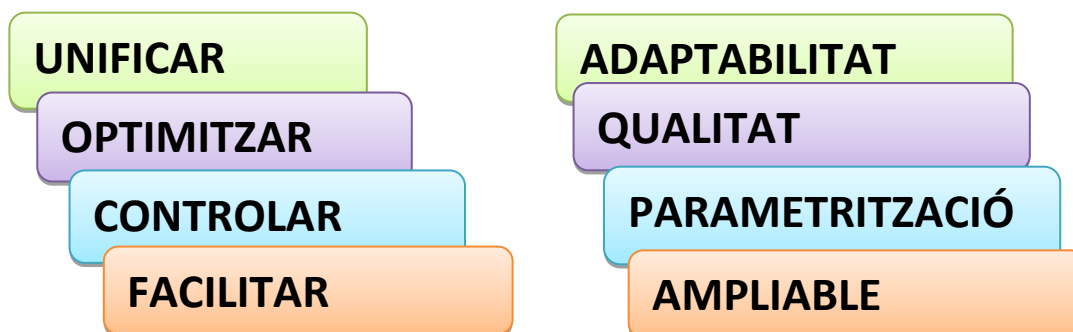 UNIFICAR
OPTIMITZAR
CONTROLAR
FACILITAR
ADAPTABILITAT
QUALITAT
PARAMETRITZACIÓ
AMPLIABLE